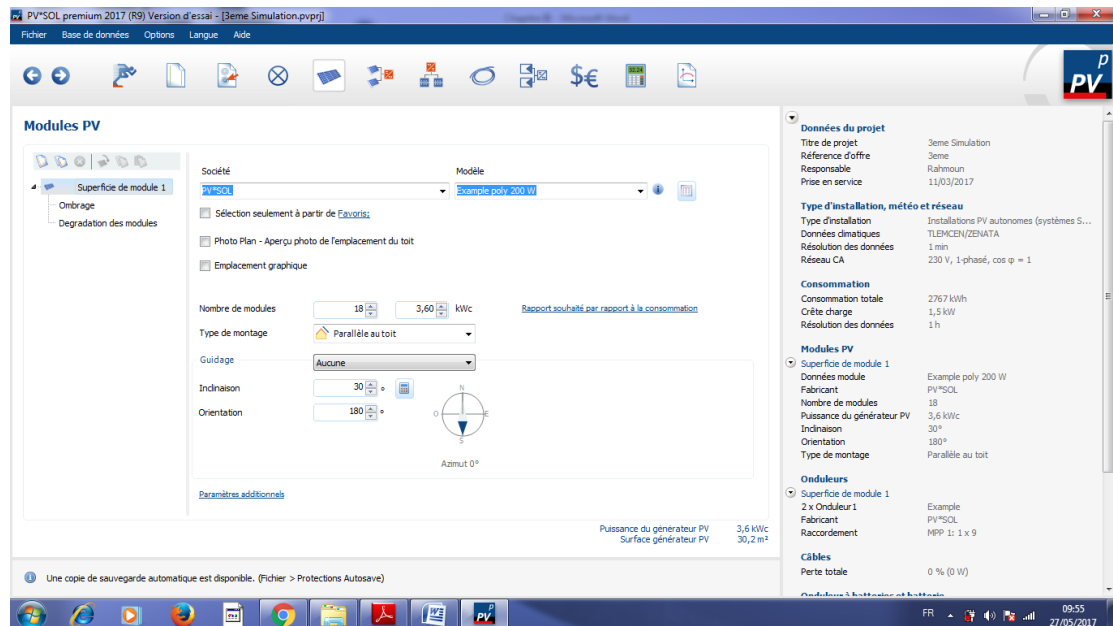 PV*SOL premium 2017 (R9) Version d'essai - [3eme Simulation.pvprj]
Fichier Base de données Options Langue Aide
p
PV
Modules PV
Superficie de module 1
Ombrage
Degradation des modules
Société
Modèle
PV*SOL
Example poly 200 W
Sélection seulement à partir de Favoris:
Photo Plan - Aperçu photo de l'emplacement du toit
Emplacement graphique
Nombre de modules 18 3,60 kWc Rapport souhaité par rapport à la consommation
Type de montage Parallèle au toit
Guidage Aucune
Inclinaison 30 °
Orientation 180 °
N
O E
S
Azimut 0°
Paramètres additionnels
Puissance du générateur PV 3,6 kWc
Surface générateur PV 30,2 m²
Données du projet
Titre de projet 3eme Simulation
Réference d'offre 3eme
Responsable Rahmoun
Prise en service 11/03/2017
Type d'installation, météo et réseau
Type d'installation Installations PV autonomes (systèmes S...
Données climatiques TLEMCEN/ZENATA
Résolution des données 1 min
Réseau CA 230 V, 1-phasé, cos φ = 1
Consommation
Consommation totale 2767 kWh
Crête charge 1,5 kW
Résolution des données 1 h
Modules PV
Superficie de module 1
Données module Example poly 200 W
Fabricant PV*SOL
Nombre de modules 18
Puissance du générateur PV 3,6 kWc
Inclinaison 30°
Orientation 180°
Type de montage Parallèle au toit
Onduleurs
Superficie de module 1
2 x Onduleur1 Example
Fabricant PV*SOL
Raccordement MPP 1: 1 x 9
Câbles
Perte totale 0 % (0 W)
Onduleur à batteries et batterie
Une copie de sauvegarde automatique est disponible. (Fichier > Protections Autosave)
PV
FR
09:55
27/05/2017